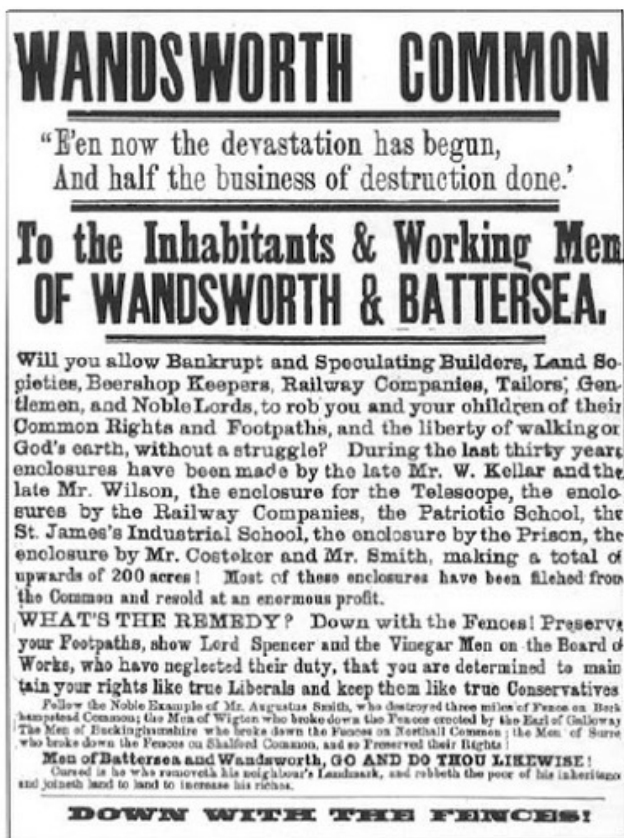 WANDSWORTH COMMON
"E'en now the devastation has begun,
And half the business of destruction done.'
To the Inhabitants & Working Men
OF WANDSWORTH & BATTERSEA.
Will you allow Bankrupt and Speculating Builders, Land So-
cieties, Beershop Keepers, Railway Companies, Tailors, Gen-
tlemen, and Noble Lords, to rob you and your children of their
Common Rights and Footpaths, and the liberty of walking on
God's earth, without a struggle? During the last thirty years
enclosures have been made by the late Mr. W. Kellar and the
late Mr. Wilson, the enclosure for the Telescope, the enclo-
sures by the Railway Companies, the Patriotic School, the
St. James's Industrial School, the enclosure by the Prison, the
enclosure by Mr. Costeker and Mr. Smith, making a total of
upwards of 200 acres! Most of these enclosures have been filched from
the Common and resold at an enormous profit.
WHAT'S THE REMEDY? Down with the Fences! Preserve
your Footpaths, show Lord Spencer and the Vinegar Men on the Board of
Works, who have neglected their duty, that you are determined to main
tain your rights like true Liberals and keep them like true Conservatives
Follow the Noble Example of Mr. Augustus Smith, who destroyed three miles of Fence on Berk
hampstead Common; the Men of Wigton who broke down the Fences erected by the Earl of Galloway
The Men of Buckinghamshire who broke down the Fences on Northall Common; the Men of Surre
who broke down the Fences on Shalford Common, and so Preserved their Rights!
Men of Battersea and Wandsworth, GO AND DO THOU LIKEWISE!
Cursed is he who removeth his neighbour's Landmark, and robbeth the poor of his inheritanc
and joineth land to land to increase his riches.
DOWN WITH THE FENCES!